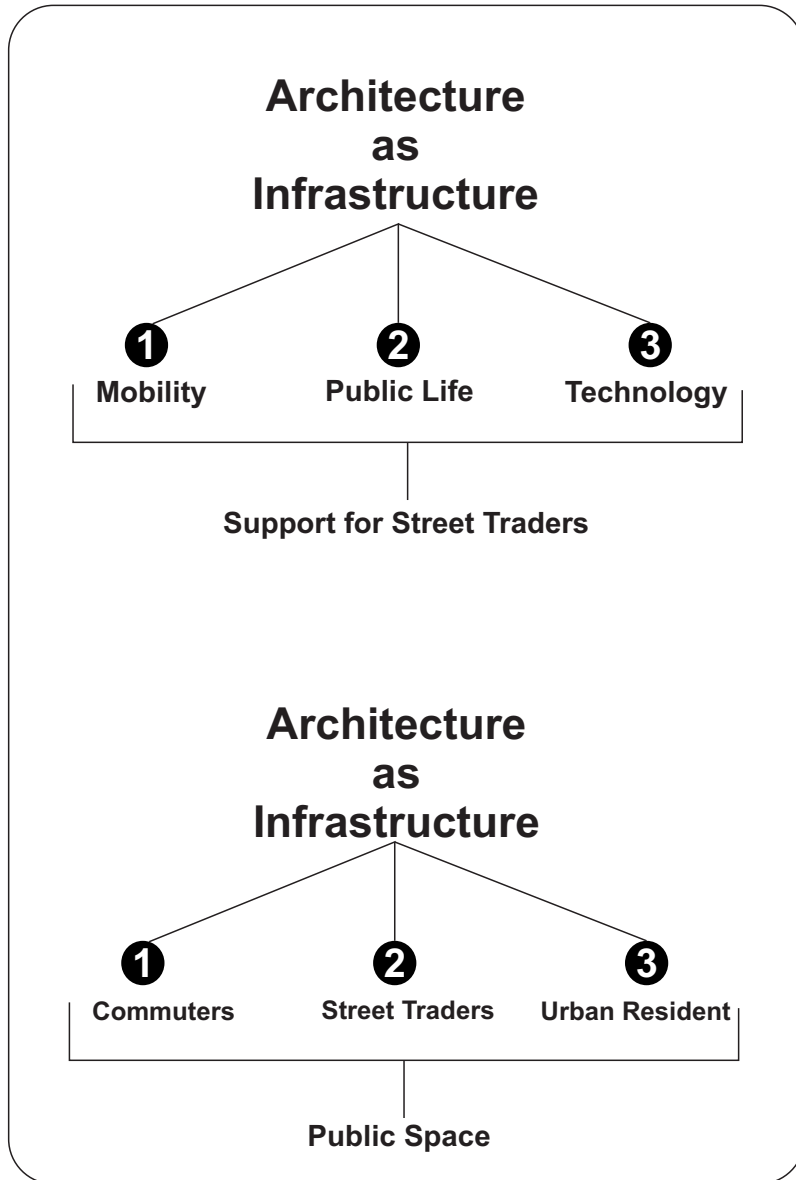 Architecture
as
Infrastructure
1 2 3
Mobility Public Life Technology
Support for Street Traders
Architecture
as
Infrastructure
1 2 3
Commuters Street Traders Urban Resident
Public Space